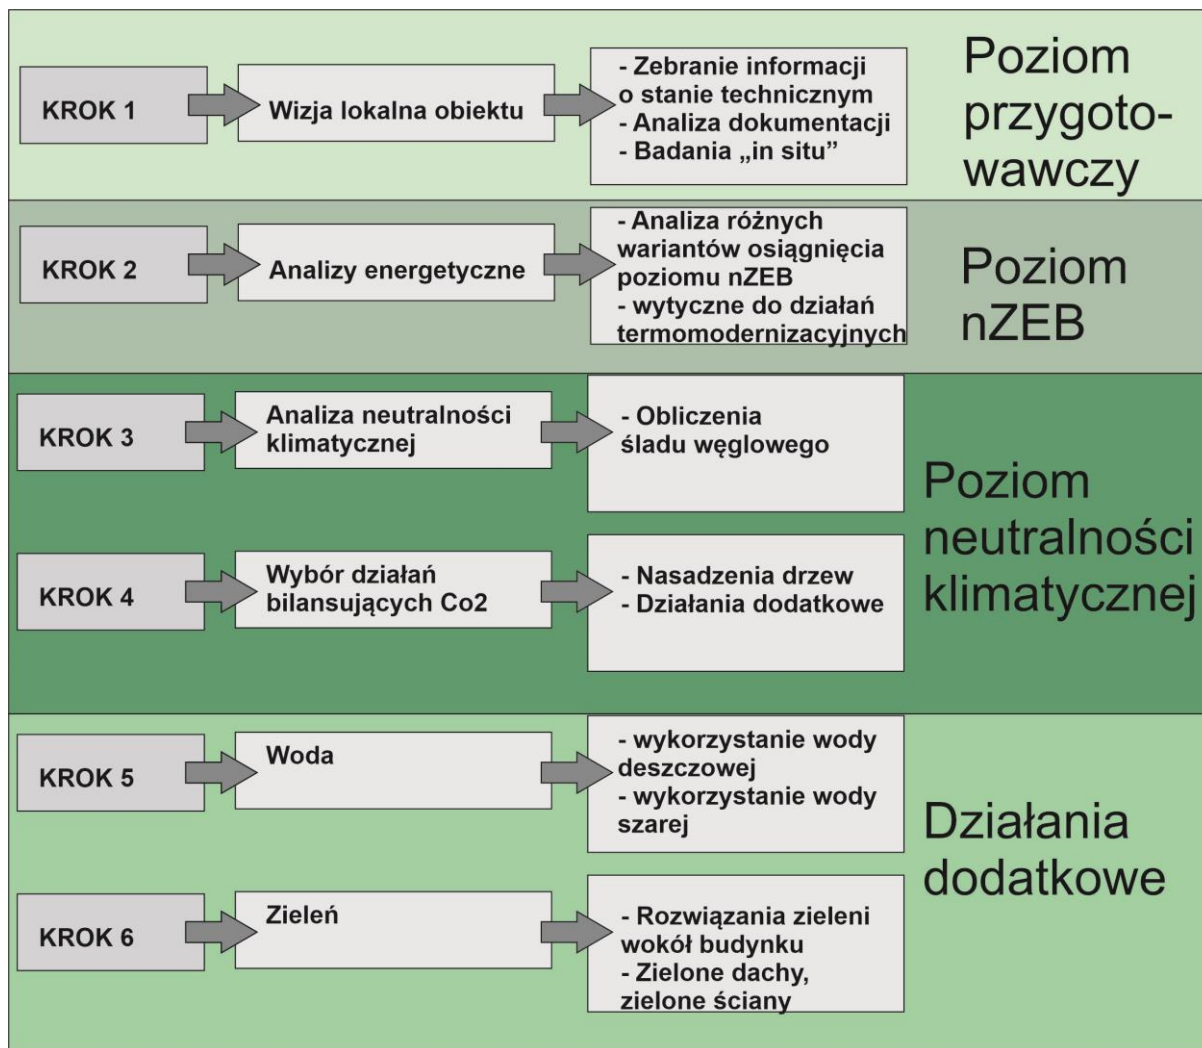 KROK 1
Wizja lokalna obiektu
- Zebranie informacji
o stanie technicznym
- Analiza dokumentacji
- Badania „in situ”
Poziom
przygoto-
wawczy
KROK 2
Analizy energetyczne
- Analiza różnych
wariantów osiągnięcia
poziomu nZEB
- wytyczne do działań
termomodernizacyjnych
Poziom
nZEB
KROK 3
Analiza neutralności
klimatycznej
- Obliczenia
śladu węglowego
KROK 4
Wybór działań
bilansujących Co2
- Nasadzenia drzew
- Działania dodatkowe
Poziom
neutralności
klimatycznej
KROK 5
Woda
- wykorzystanie wody
deszczowej
- wykorzystanie wody
szarej
KROK 6
Zieleń
- Rozwiązania zieleni
wokół budynku
- Zielone dachy,
zielone ściany
Działania
dodatkowe